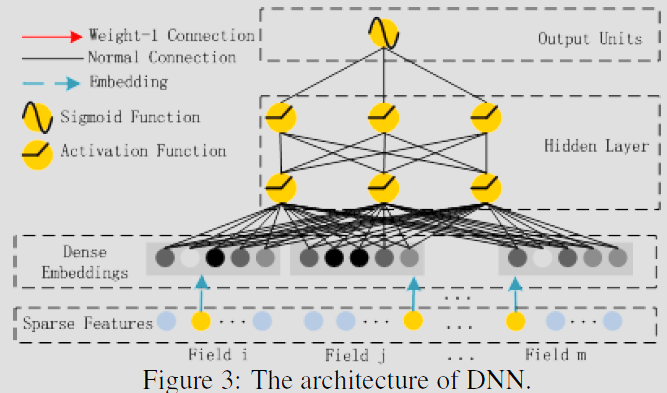 Weight-1 Connection
Normal Connection
Embedding
Sigmoid Function
Activation Function
Output Units
Hidden Layer
Dense
Embeddings
...
Sparse Features ... ... ... ...
Field i Field j ... Field m
Figure 3: The architecture of DNN.